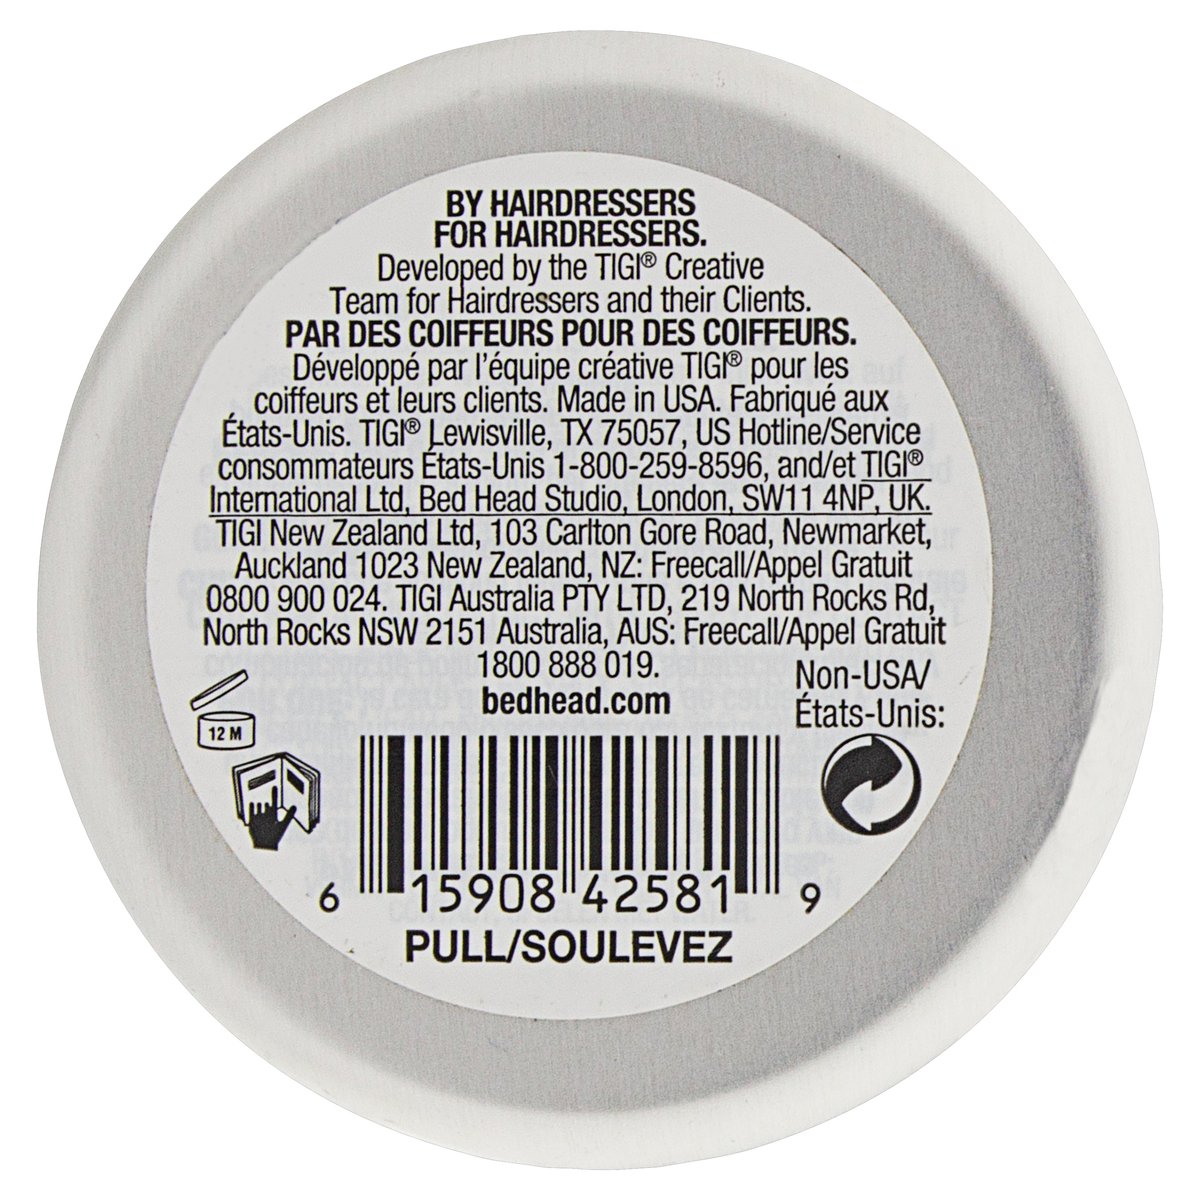 BY HAIRDRESSERS
FOR HAIRDRESSERS.
Developed by the TIGI® Creative
Team for Hairdressers and their Clients.
PAR DES COIFFEURS POUR DES COIFFEURS.
Développé par l'équipe créative TIGI® pour les
coiffeurs et leurs clients. Made in USA. Fabriqué aux
États-Unis. TIGI® Lewisville, TX 75057, US Hotline/Service
consommateurs États-Unis 1-800-259-8596, and/et TIGI®
International Ltd, Bed Head Studio, London, SW11 4NP, UK.
TIGI New Zealand Ltd, 103 Carlton Gore Road, Newmarket,
Auckland 1023 New Zealand, NZ: Freecall/Appel Gratuit
0800 900 024. TIGI Australia PTY LTD, 219 North Rocks Rd,
North Rocks NSW 2151 Australia, AUS: Freecall/Appel Gratuit
1800 888 019.
bedhead.com
Non-USA/
États-Unis:
12 M
6 15908 42581 9
PULL/SOULEVEZ